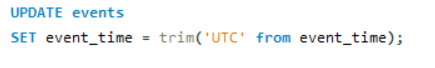 UPDATE events
SET event_time = trim('UTC' from event_time);